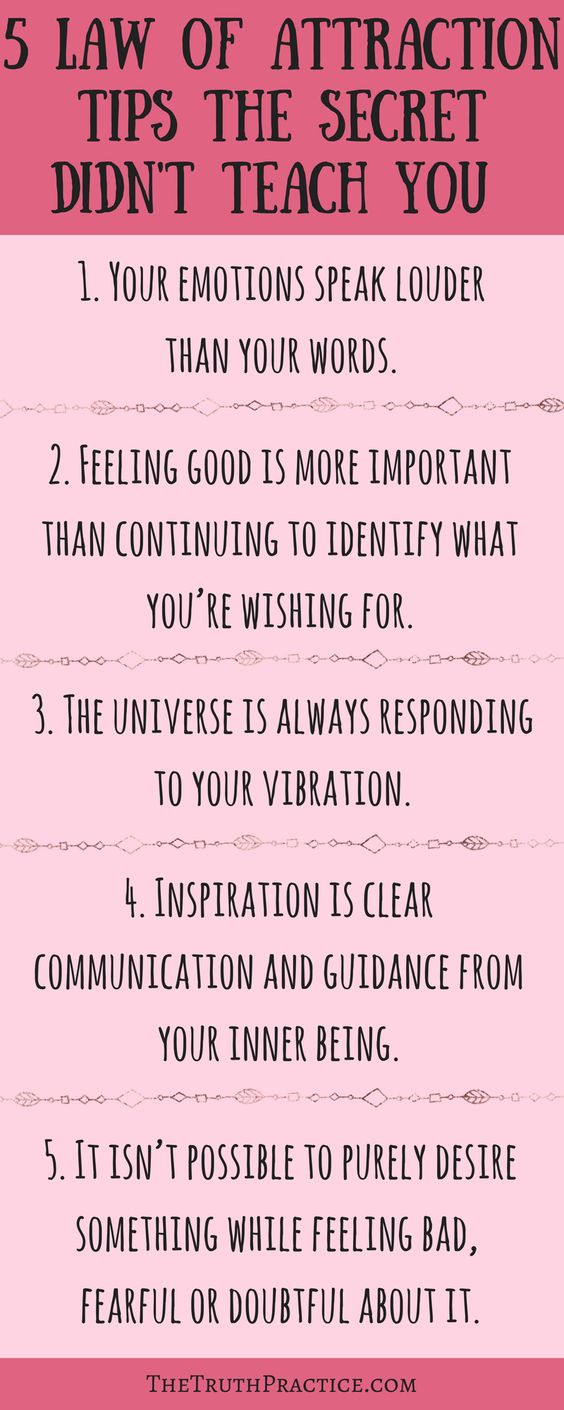 5 LAW OF ATTRACTION
TIPS THE SECRET
DIDN'T TEACH YOU
1. YOUR EMOTIONS SPEAK LOUDER
THAN YOUR WORDS.
2. FEELING GOOD IS MORE IMPORTANT
THAN CONTINUING TO IDENTIFY WHAT
YOU'RE WISHING FOR.
3. THE UNIVERSE IS ALWAYS RESPONDING
TO YOUR VIBRATION.
4. INSPIRATION IS CLEAR
COMMUNICATION AND GUIDANCE FROM
YOUR INNER BEING.
5. IT ISN'T POSSIBLE TO PURELY DESIRE
SOMETHING WHILE FEELING BAD,
FEARFUL OR DOUBTFUL ABOUT IT.
THETRUTHPRACTICE.COM